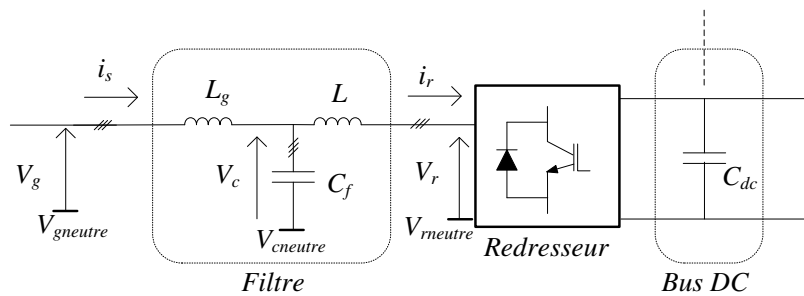 i_s
L_g
L
i_r
V_g
V_c
C_f
V_r
C_dc
V_gneutre
V_cneutre
V_rneutre
Redresseur
Filtre
Bus DC